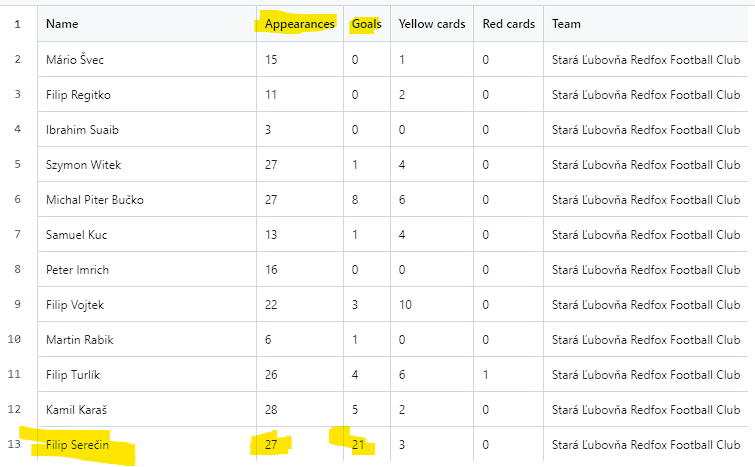 1 Name Appearances Goals Yellow cards Red cards Team
2 Mário Švec 15 0 1 0 Stará Ľubovňa Redfox Football Club
3 Filip Regitko 11 0 2 0 Stará Ľubovňa Redfox Football Club
4 Ibrahim Suaib 3 0 0 0 Stará Ľubovňa Redfox Football Club
5 Szymon Witek 27 1 4 0 Stará Ľubovňa Redfox Football Club
6 Michal Piter Bučko 27 8 6 0 Stará Ľubovňa Redfox Football Club
7 Samuel Kuc 13 1 4 0 Stará Ľubovňa Redfox Football Club
8 Peter Imrich 16 0 0 0 Stará Ľubovňa Redfox Football Club
9 Filip Vojtek 22 3 10 0 Stará Ľubovňa Redfox Football Club
10 Martin Rabik 6 1 0 0 Stará Ľubovňa Redfox Football Club
11 Filip Turlík 26 4 6 1 Stará Ľubovňa Redfox Football Club
12 Kamil Karaš 28 5 2 0 Stará Ľubovňa Redfox Football Club
13 Filip Serečin 27 21 3 0 Stará Ľubovňa Redfox Football Club